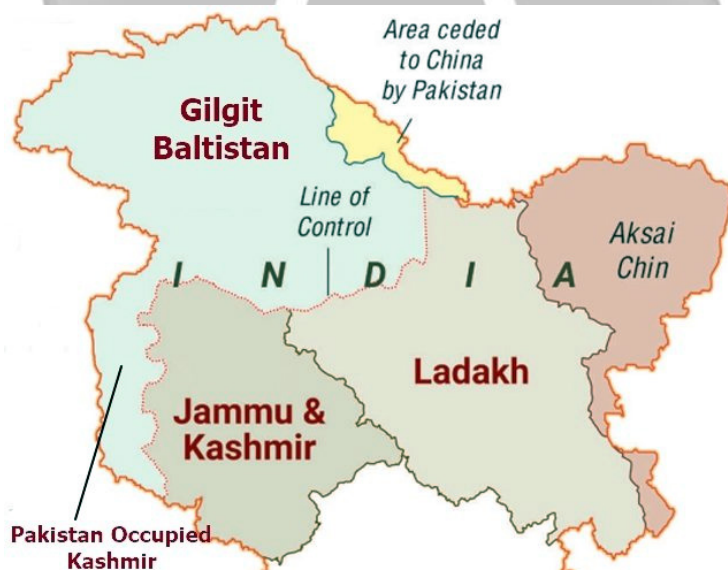 Area ceded
to China
by Pakistan
Gilgit
Baltistan
Line of
Control
Aksai
Chin
INDIA
Ladakh
Jammu &
Kashmir
Pakistan Occupied
Kashmir